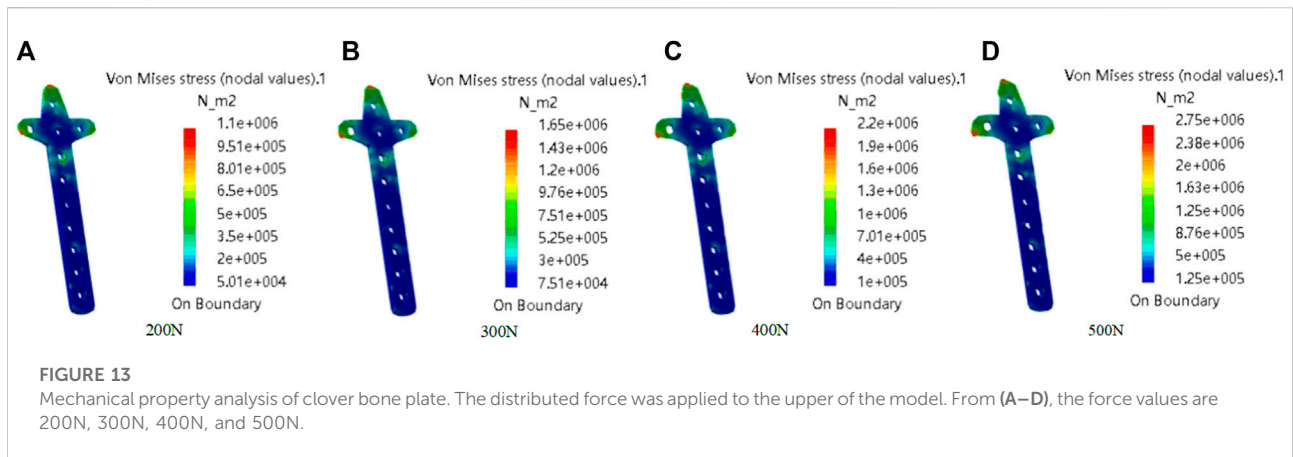 A
Von Mises stress (nodal values).1
N_m2
1.1e+006
9.51e+005
8.01e+005
6.5e+005
5e+005
3.5e+005
2e+005
5.01e+004
On Boundary
200N
B
Von Mises stress (nodal values).1
N_m2
1.65e+006
1.43e+006
1.2e+006
9.76e+005
7.51e+005
5.25e+005
3e+005
7.51e+004
On Boundary
300N
C
Von Mises stress (nodal values).1
N_m2
2.2e+006
1.9e+006
1.6e+006
1.3e+006
1e+006
7.01e+005
4e+005
1e+005
On Boundary
400N
D
Von Mises stress (nodal values).1
N_m2
2.75e+006
2.38e+006
2e+006
1.63e+006
1.25e+006
8.76e+005
5e+005
1.25e+005
On Boundary
500N
FIGURE 13
Mechanical property analysis of clover bone plate. The distributed force was applied to the upper of the model. From (A–D), the force values are
200N, 300N, 400N, and 500N.